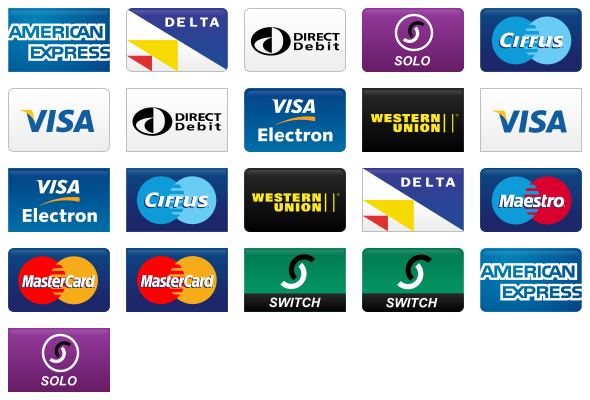 AMERICAN
EXPRESS
DELTA
DIRECT
Debit
SOLO
Cirrus
VISA
DIRECT
Debit
VISA
Electron
WESTERN
UNION
VISA
VISA
Electron
Cirrus
WESTERN
UNION
DELTA
Maestro
MasterCard
MasterCard
SWITCH
SWITCH
AMERICAN
EXPRESS
SOLO